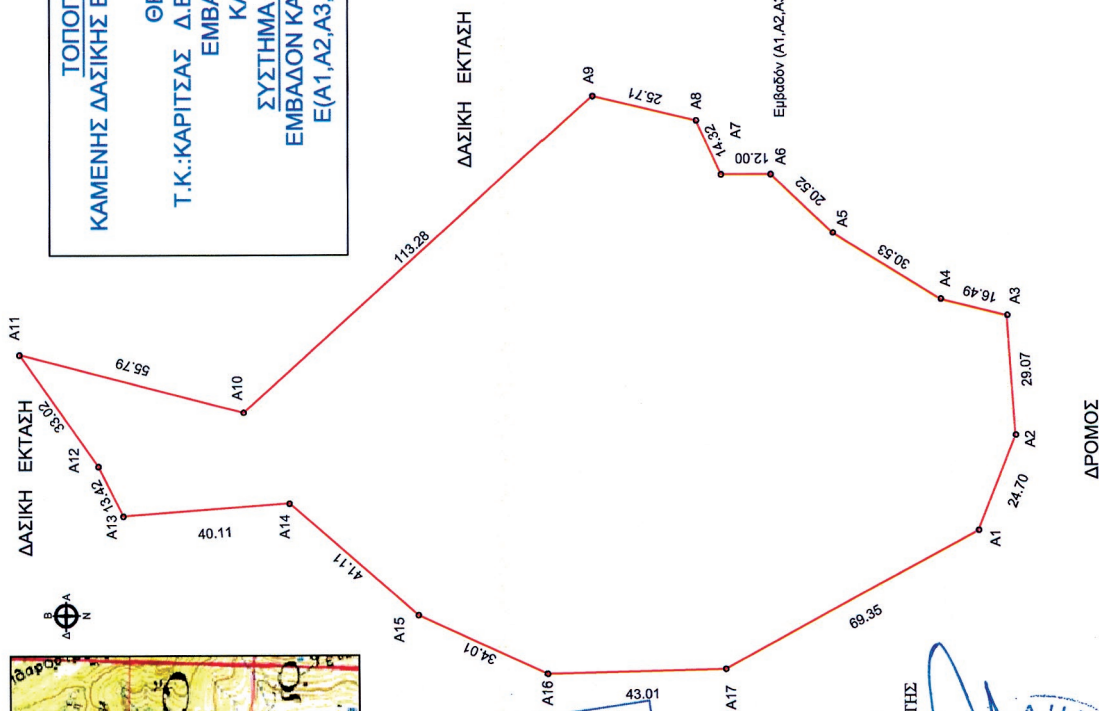 ΤΟΠΟΓ
ΚΑΜΕΝΗΣ ΔΑΣΙΚΗΣ Ε
ΘΕ
Τ.Κ.:ΚΑΡΙΤΣΑΣ Δ.Ε
ΕΜΒΑ
ΚΑ
ΣΥΣΤΗΜΑ
ΕΜΒΑΔΟΝ ΚΑ
Ε(Α1,Α2,Α3,
ΔΑΣΙΚΗ ΕΚΤΑΣΗ
ΔΑΣΙΚΗ ΕΚΤΑΣΗ
Β
Δ
Α
Ν
Α11
33.02
55.79
Α12
13.42
Α13
Α10
40.11
Α14
41.11
Α15
34.01
Α16
43.01
Α17
69.35
Α1
24.70
Α2
29.07
Α3
16.49
Α4
30.53
Α5
20.52
Α6
12.00
Α7
14.32
Α8
25.71
Α9
113.28
Εμβαδόν (Α1,Α2,Α3
ΔΡΟΜΟΣ
ΤΗΣ